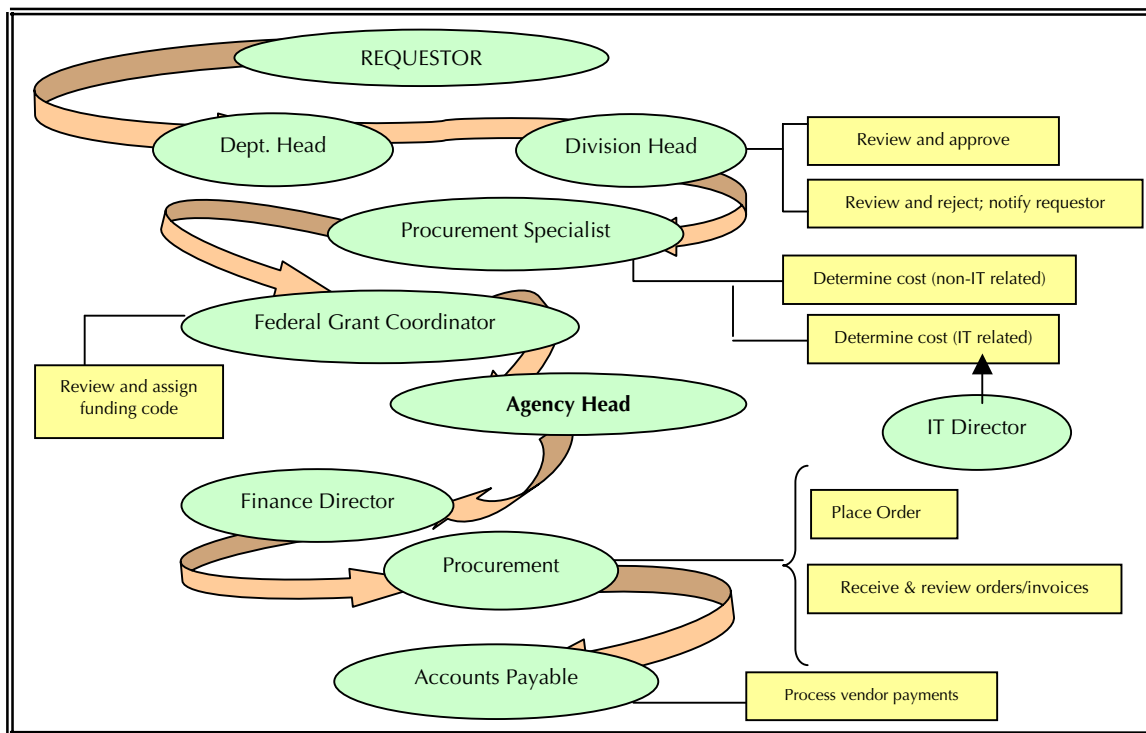 REQUESTOR
Dept. Head
Division Head
Review and approve
Review and reject; notify requestor
Procurement Specialist
Determine cost (non-IT related)
Federal Grant Coordinator
Determine cost (IT related)
Review and assign
funding code
Agency Head
IT Director
Finance Director
Place Order
Procurement
Receive & review orders/invoices
Accounts Payable
Process vendor payments